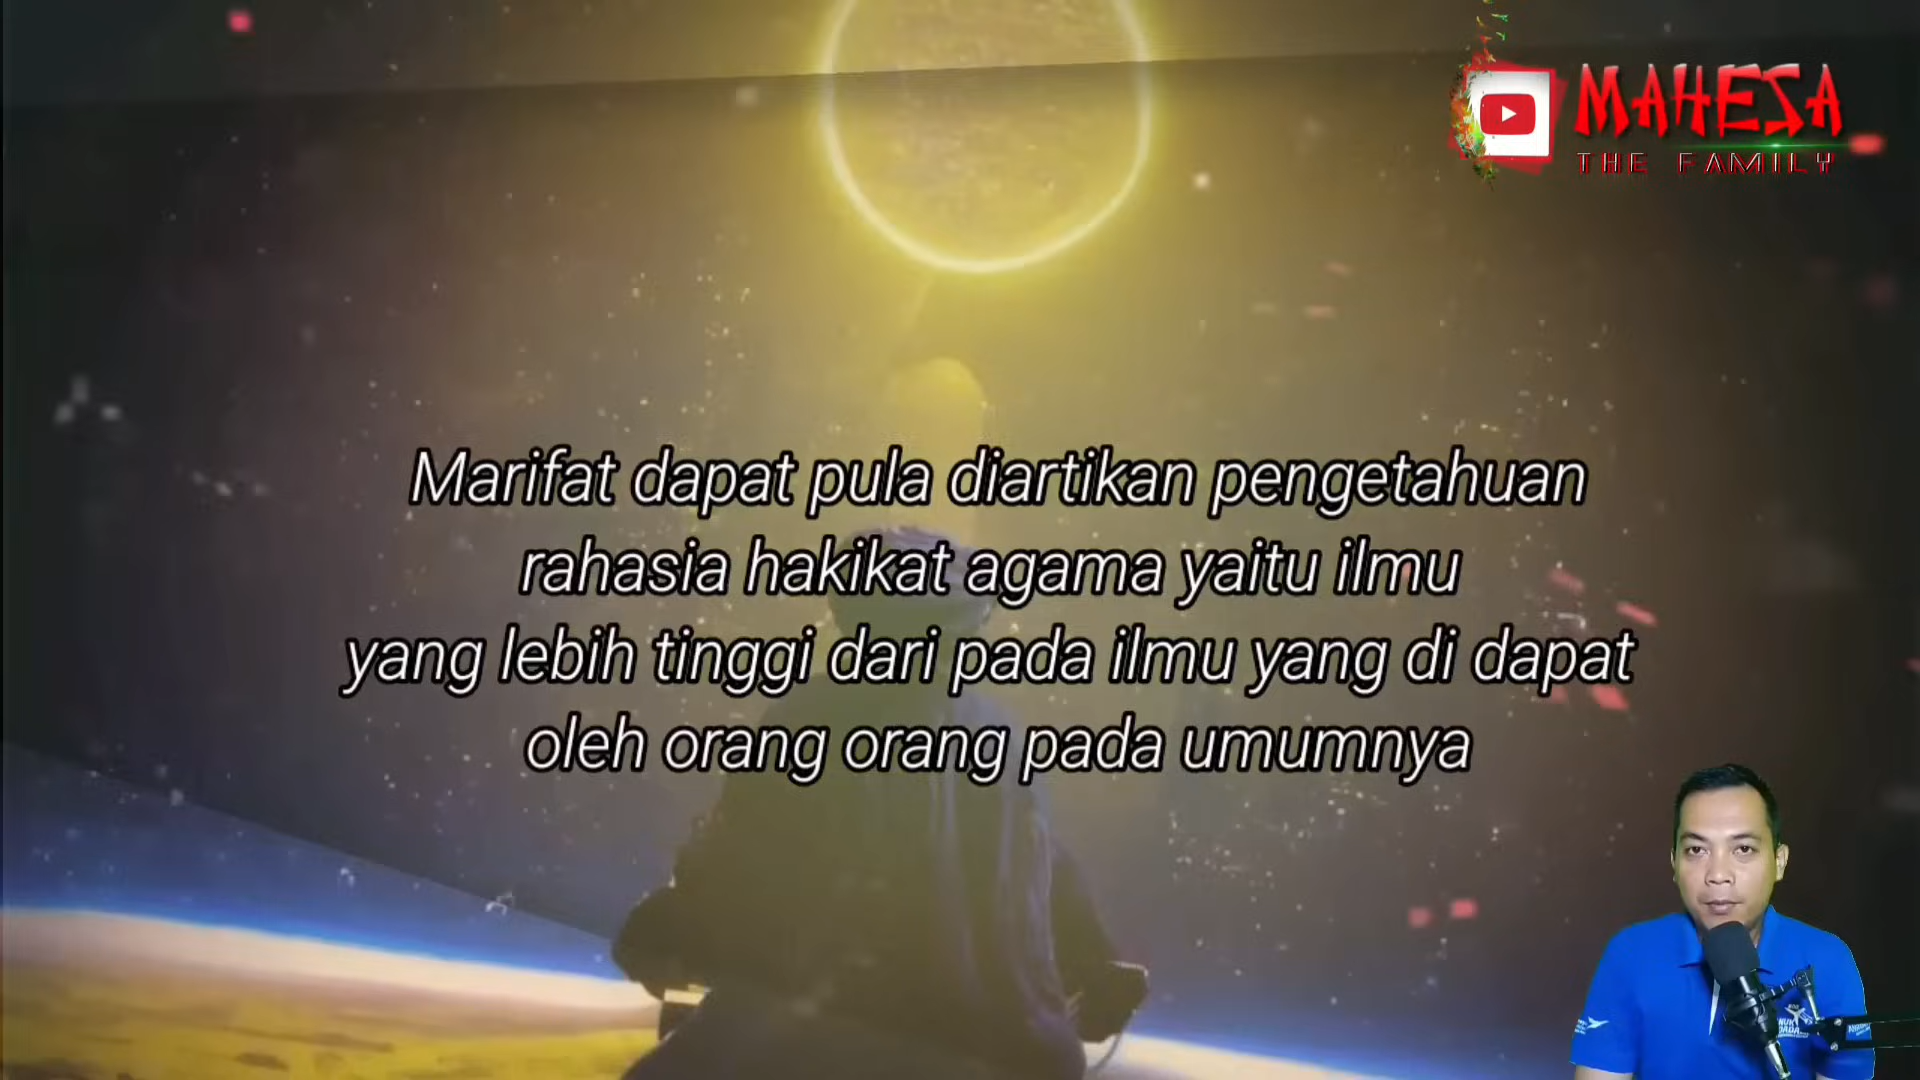 MAHESA
THE FAMILY
Marifat dapat pula diartikan pengetahuan
rahasia hakikat agama yaitu ilmu
yang lebih tinggi dari pada ilmu yang di dapat
oleh orang orang pada umumnya